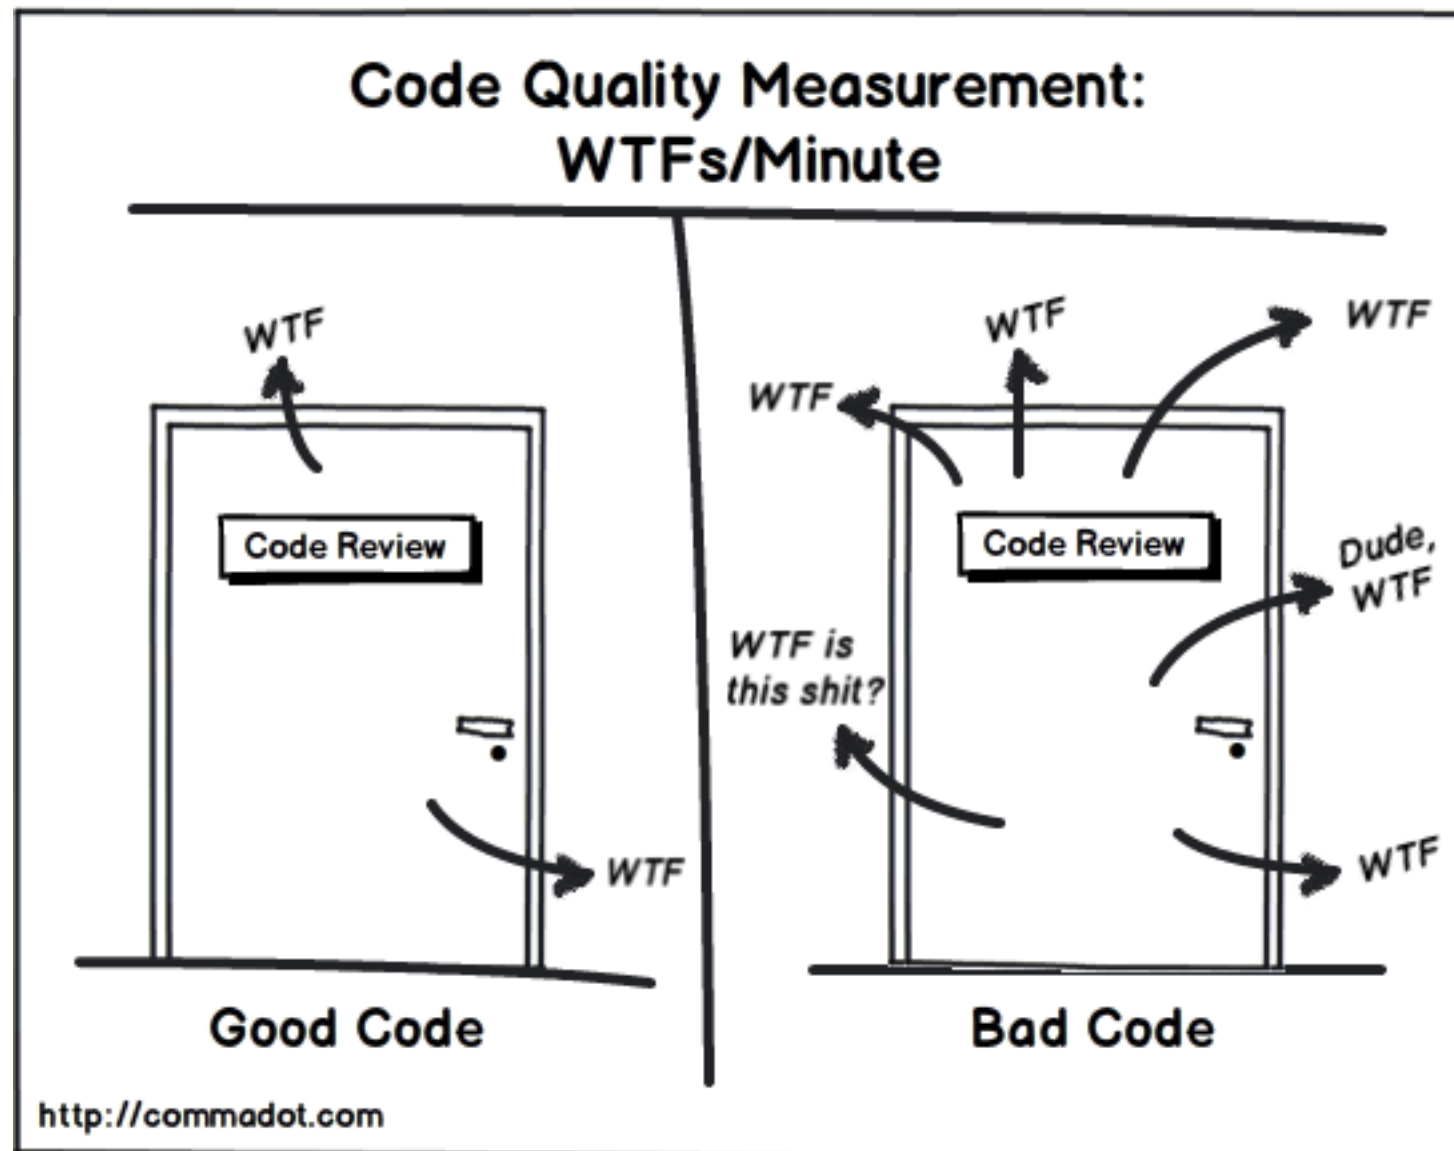 Code Quality Measurement:
WTFs/Minute
WTF
Code Review
WTF
Good Code
WTF
WTF
WTF
Code Review
Dude,
WTF
WTF is
this shit?
WTF
Bad Code
http://commadot.com